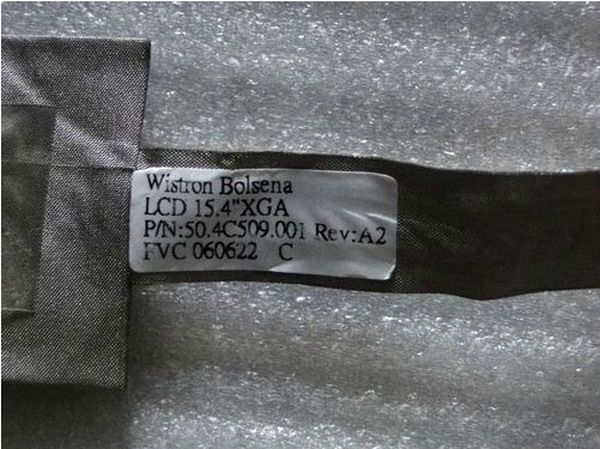 Wistron Bolsena
LCD 15.4"XGA
P/N:50.4C509.001 Rev:A2
FVC 060622 C